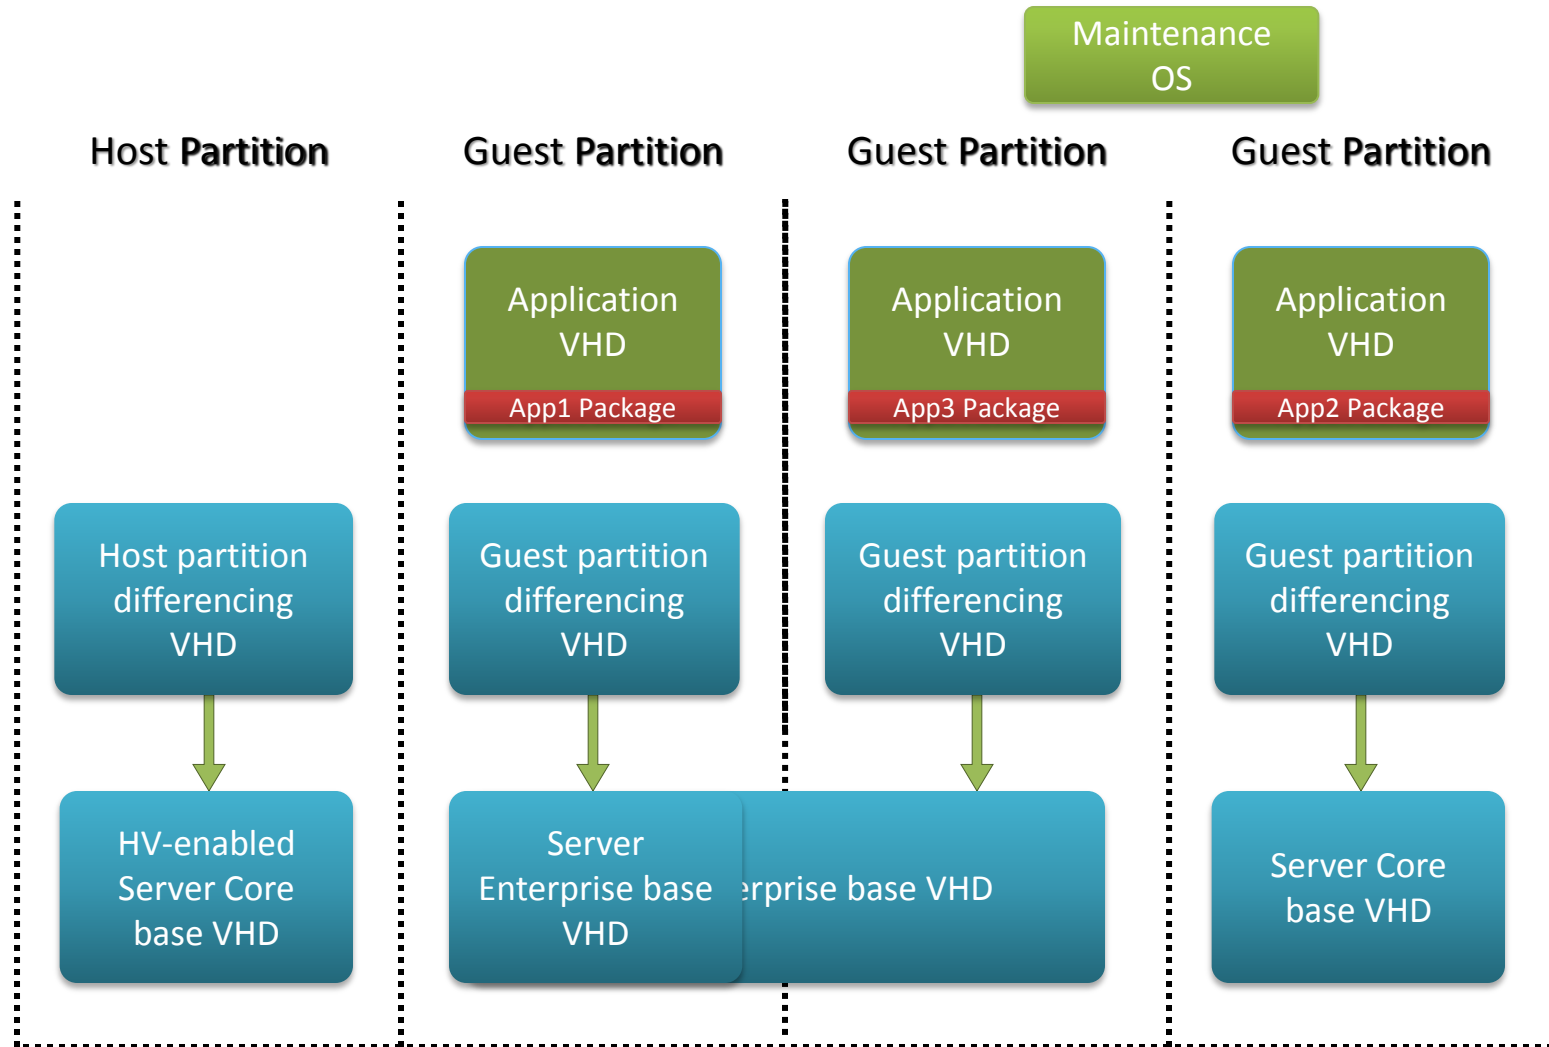 Maintenance
OS
Host Partition
Guest Partition
Guest Partition
Guest Partition
Application
VHD
App1 Package
Application
VHD
App3 Package
Application
VHD
App2 Package
Host partition
differencing
VHD
Guest partition
differencing
VHD
Guest partition
differencing
VHD
Guest partition
differencing
VHD
HV-enabled
Server Core
base VHD
Server
Enterprise base
VHD
erprise base VHD
Server Core
base VHD